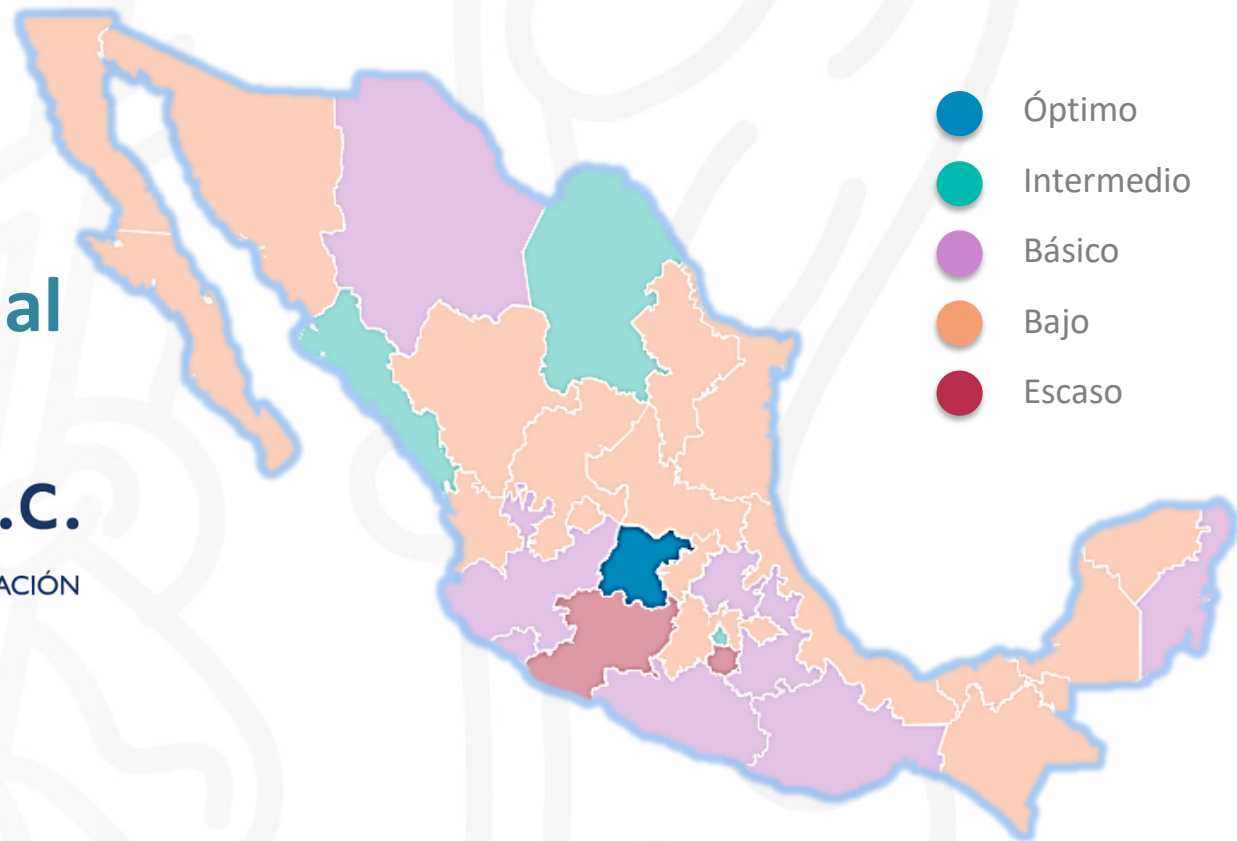 Óptimo
Intermedio
Básico
Bajo
Escaso
al
.C.
ACIÓN